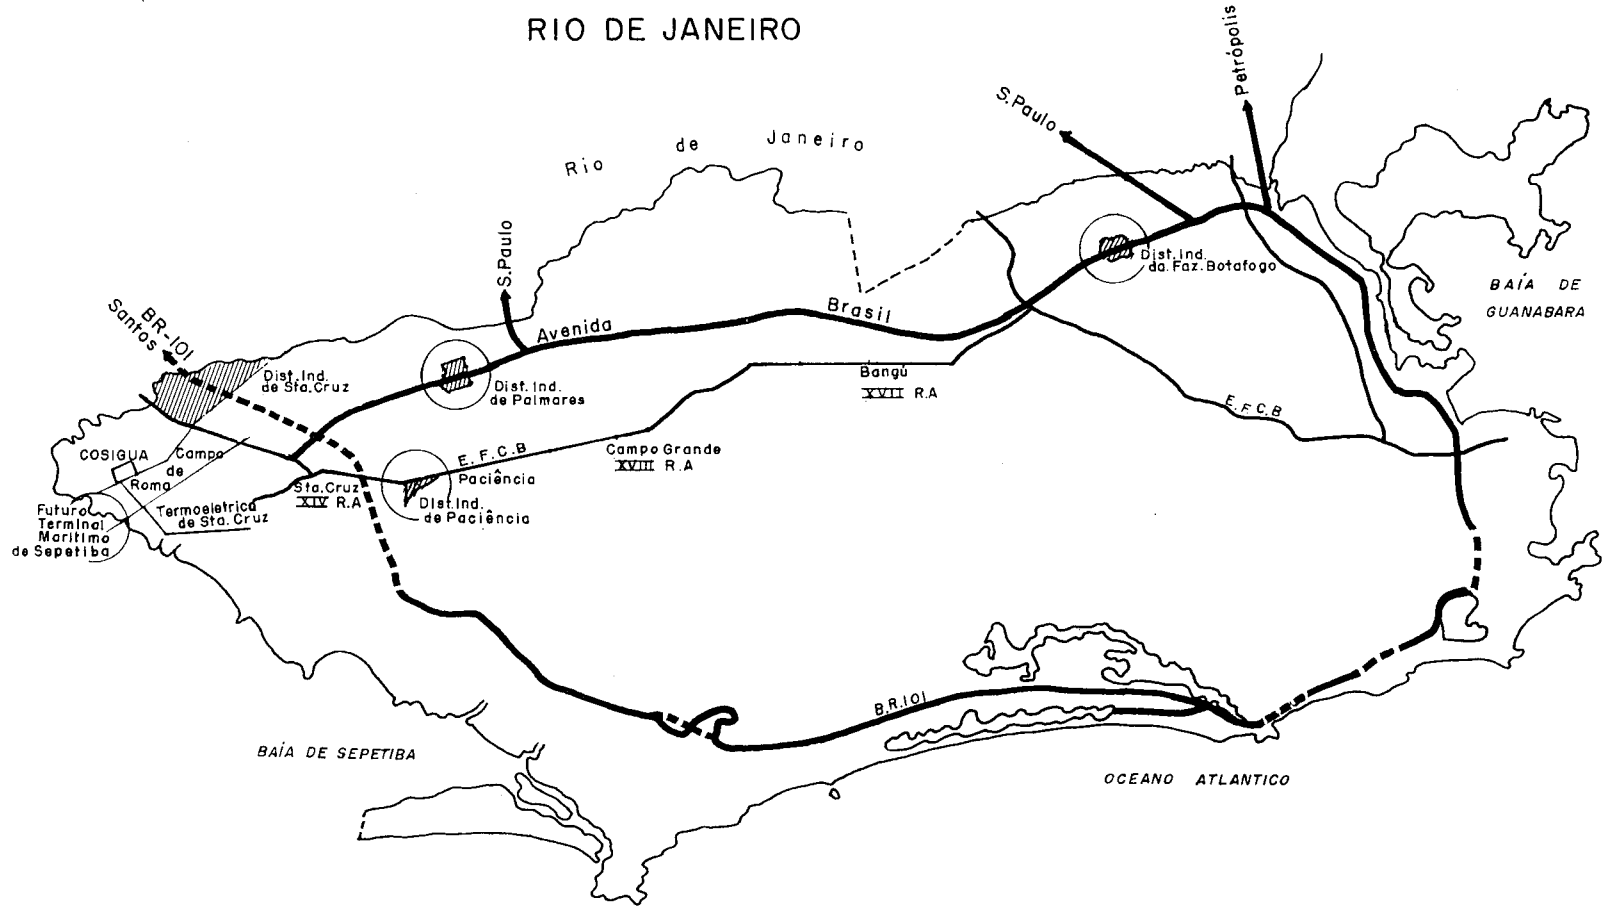 RIO DE JANEIRO
Petrópolis
S.Paulo
Rio de Janeiro
S.Paulo
BR-101
Santos
Avenida Brasil
Dist. Ind.
da. Faz. Botafogo
BAÍA DE
GUANABARA
Dist. Ind.
de Sta. Cruz
Dist. Ind.
de Palmares
Bangú
XVII R.A
E.F.C.B
COSIGUA
Campo
de
Roma
E. F. C. B
Paciência
Campo Grande
XVIII R.A
Sta. Cruz
XIV R.A
Dist. Ind.
de Paciência
Futuro
Terminal
Marítimo
de Sepetiba
Termoelétrica
de Sta. Cruz
B.R.101
BAÍA DE SEPETIBA
OCEANO ATLANTICO